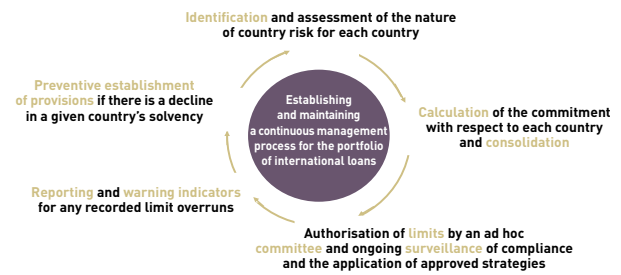 Identification and assessment of the nature
of country risk for each country
Preventive establishment
of provisions if there is a decline
in a given country's solvency
Establishing
and maintaining
a continuous management
process for the portfolio
of international loans
Calculation of the commitment
with respect to each country
and consolidation
Reporting and warning indicators
for any recorded limit overruns
Authorisation of limits by an ad hoc
committee and ongoing surveillance of compliance
and the application of approved strategies